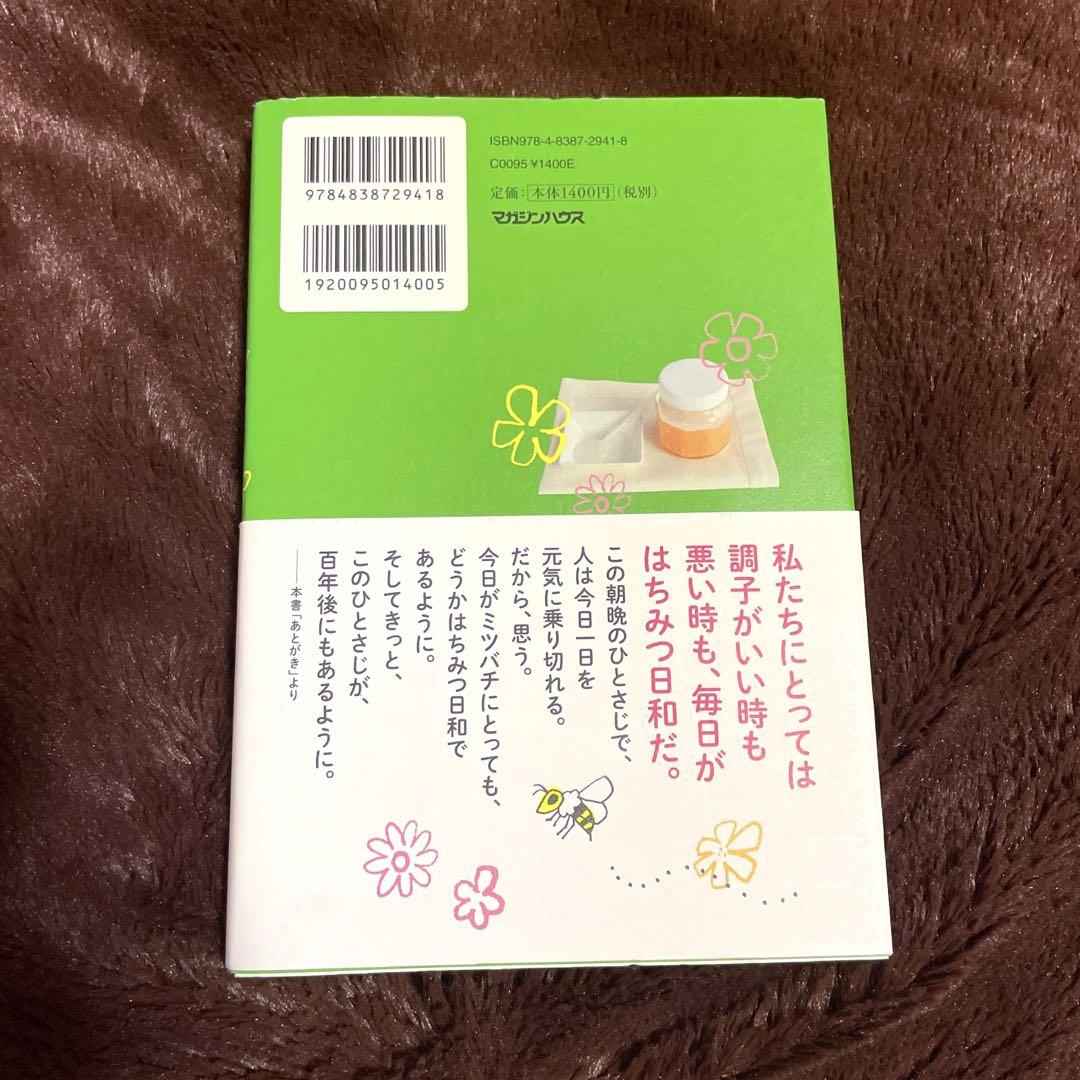 9784838729418
1920095014005
ISBN978-4-8387-2941-8
C0095 ¥1400E
定価：本体1400円（税別）
マガジンハウス
私たちにとっては
調子がいい時も
悪い時も、毎日が
はちみつ日和だ。
この朝晩のひとさじで、
人は今日一日を
元気に乗り切れる。
だから、思う。
今日がミツバチにとっても、
どうかはちみつ日和で
あるように。
そしてきっと、
このひとさじが、
百年後にもあるように。
――本書「あとがき」より